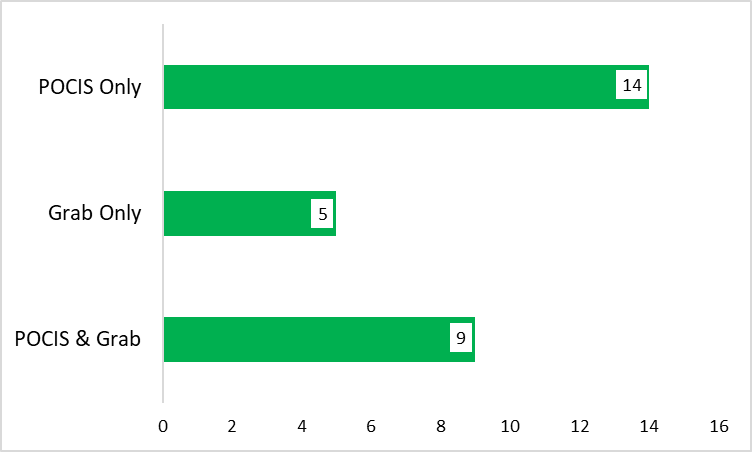 POCIS Only
14
Grab Only
5
POCIS & Grab
9
0 2 4 6 8 10 12 14 16